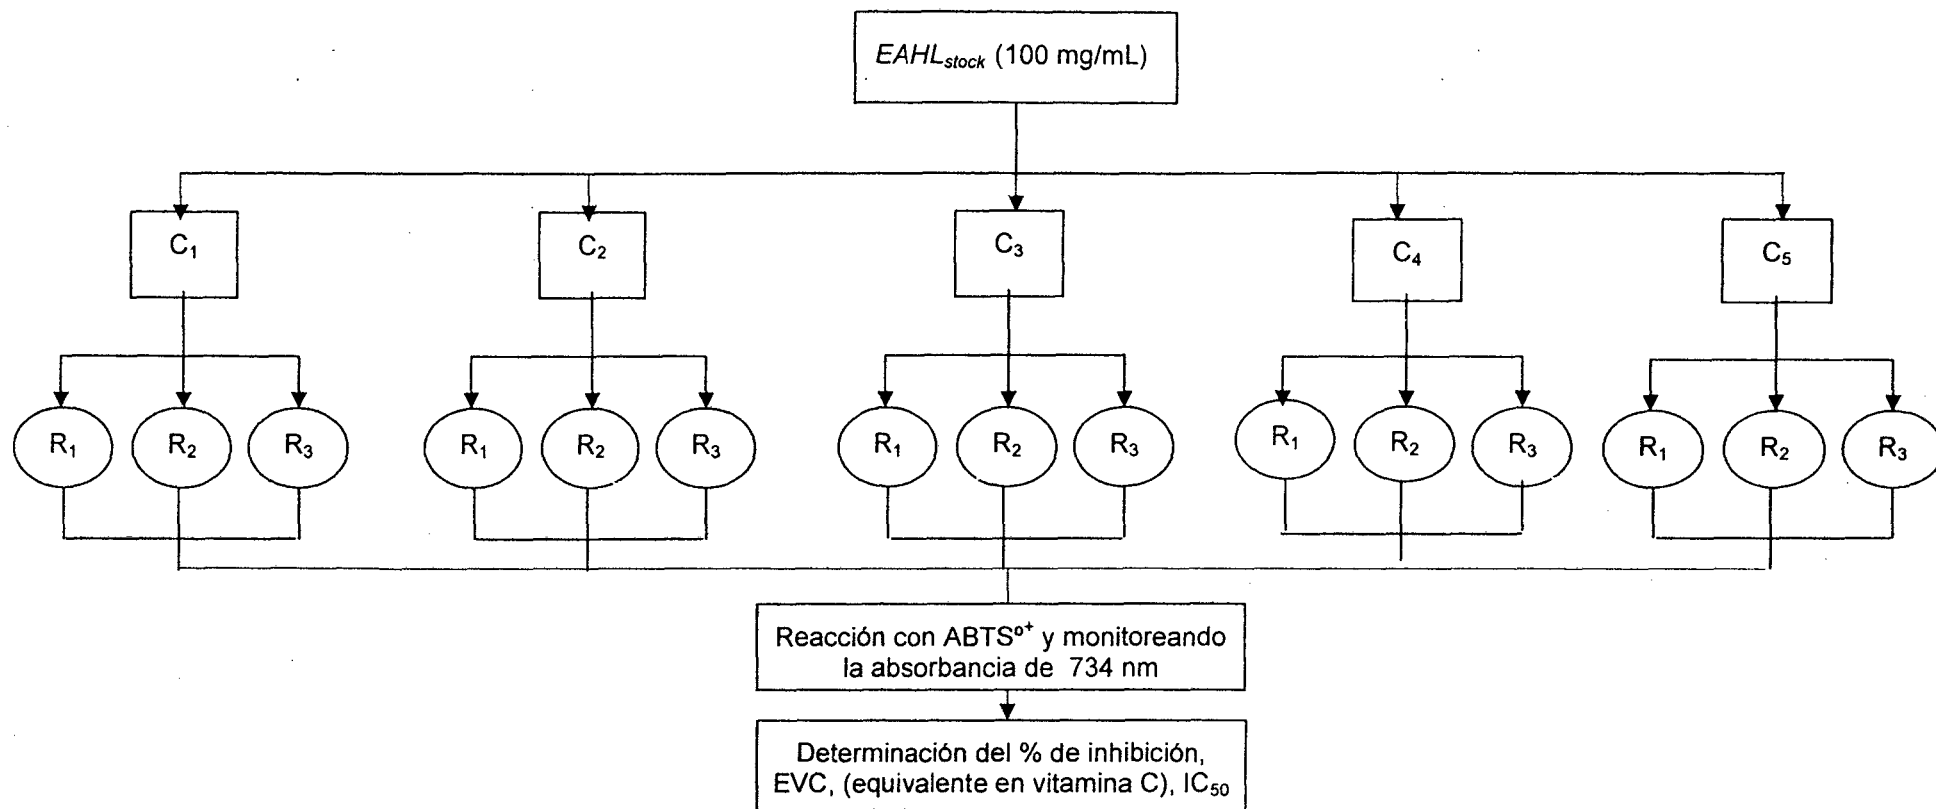 EAHLstock (100 mg/mL)
C₁ C₂ C₃ C₄ C₅
R₁ R₂ R₃ R₁ R₂ R₃ R₁ R₂ R₃ R₁ R₂ R₃ R₁ R₂ R₃
Reacción con ABTSº⁺ y monitoreando
la absorbancia de 734 nm
Determinación del % de inhibición,
EVC, (equivalente en vitamina C), IC₅₀